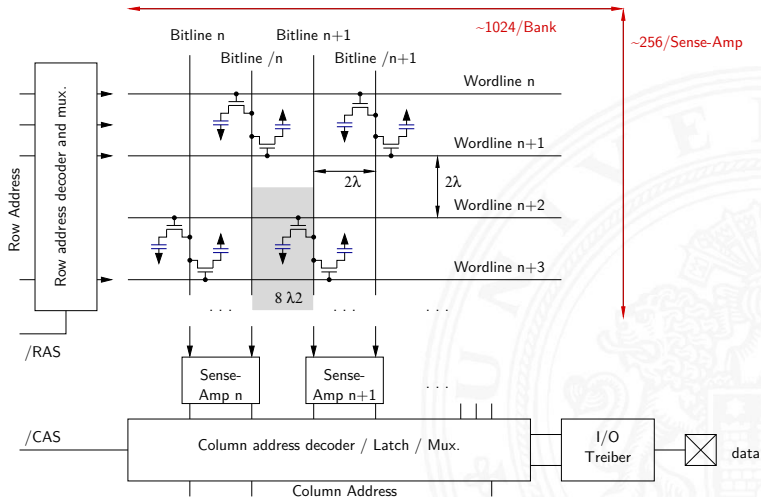 Bitline n
Bitline n+1
~1024/Bank
Bitline /n
Bitline /n+1
~256/Sense-Amp
Wordline n
Wordline n+1
2λ
2λ
Wordline n+2
Wordline n+3
8 λ2
. . .
. . .
. . .
Row Address
Row address decoder and mux.
/RAS
Sense-
Amp n
Sense-
Amp n+1
. . .
/CAS
Column address decoder / Latch / Mux.
I/O
Treiber
data
Column Address